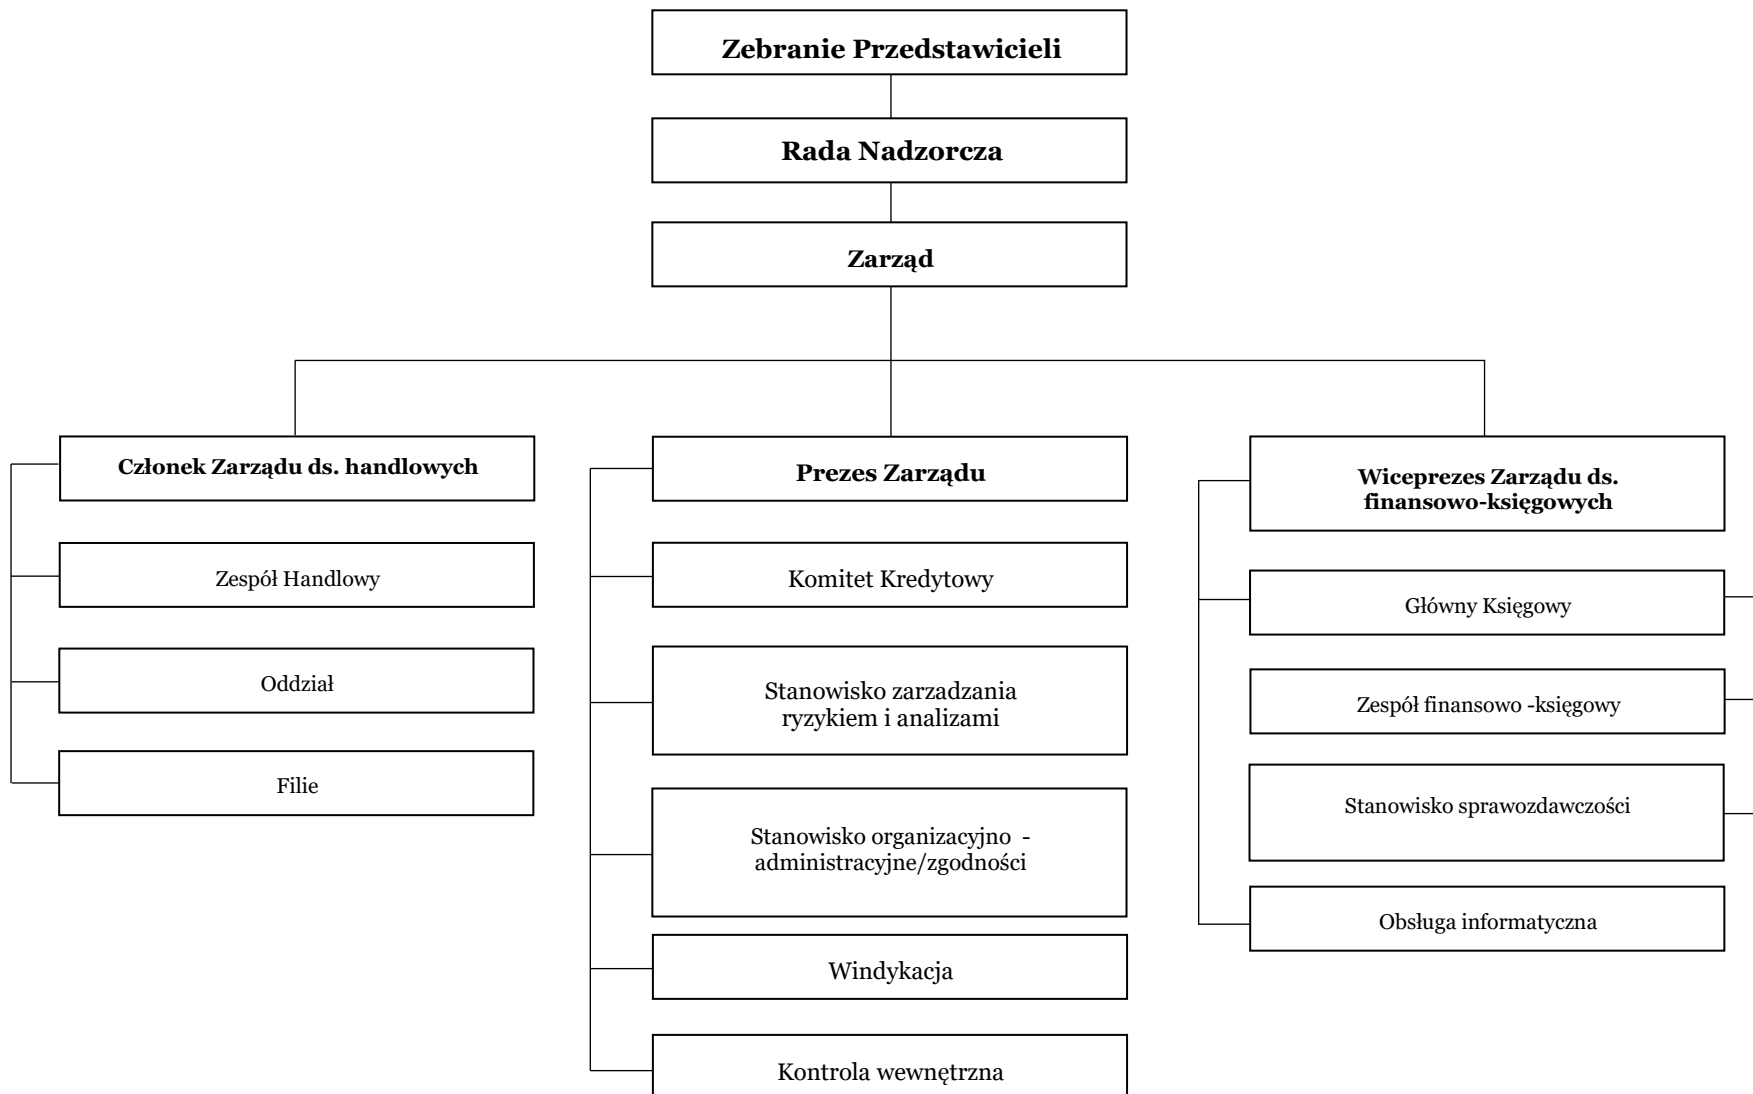 Zebranie Przedstawicieli
Rada Nadzorcza
Zarząd
Członek Zarządu ds. handlowych
Zespół Handlowy
Oddział
Filie
Prezes Zarządu
Komitet Kredytowy
Stanowisko zarzadzania
ryzykiem i analizami
Stanowisko organizacyjno -
administracyjne/zgodności
Windykacja
Kontrola wewnętrzna
Wiceprezes Zarządu ds.
finansowo-księgowych
Główny Księgowy
Zespół finansowo -księgowy
Stanowisko sprawozdawczości
Obsługa informatyczna